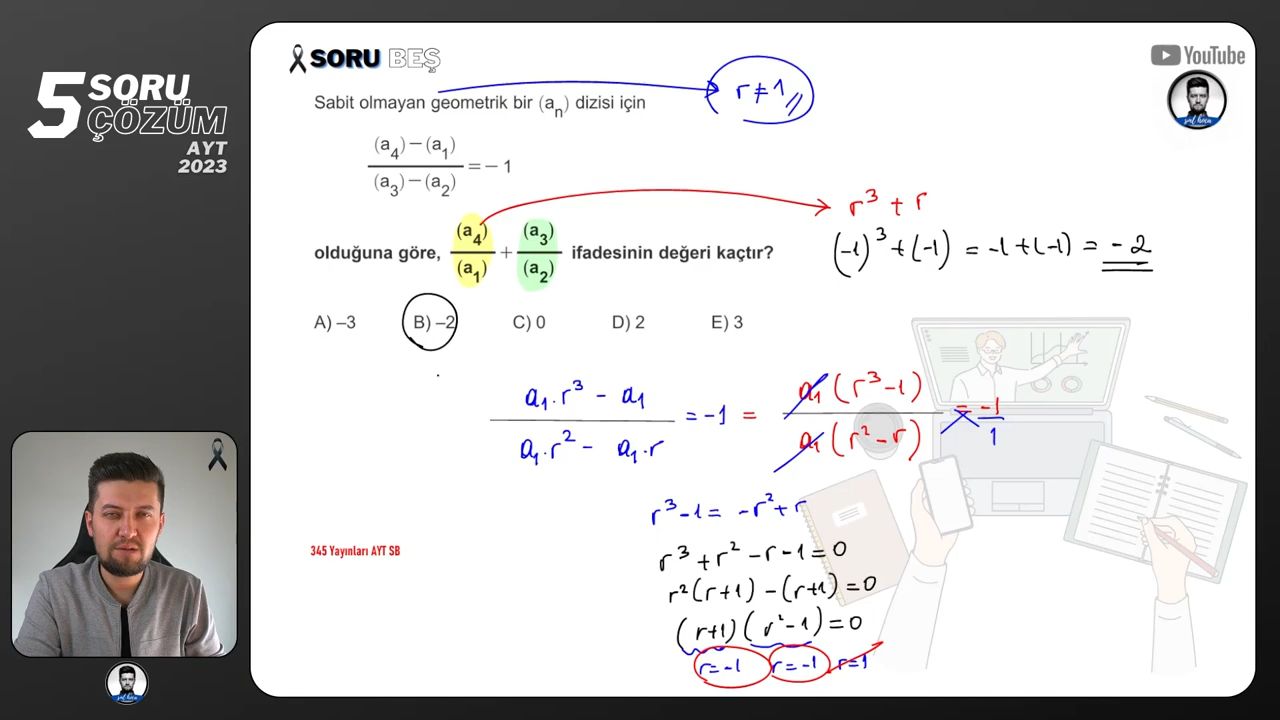 5 SORU ÇÖZÜM
AYT
2023
SORU BEŞ
YouTube
Sabit olmayan geometrik bir (aₙ) dizisi için
r ≠ 1
(a₄) − (a₁)
(a₃) − (a₂)
= − 1
r³ + r
olduğuna göre, (a₄)/(a₁) + (a₃)/(a₂) ifadesinin değeri kaçtır?
(-1)³ + (-1) = -1 + (-1) = -2
A) –3 B) –2 C) 0 D) 2 E) 3
a₁.r³ - a₁
a₁.r² - a₁.r
= -1 =
a₁(r³-1)
a₁(r²-r)
= -1/1
r³-1 = -r²+r
r³+r²-r-1=0
r²(r+1)-(r+1)=0
(r+1)(r²-1)=0
r=-1 r=-1 r=1
345 Yayınları AYT SB